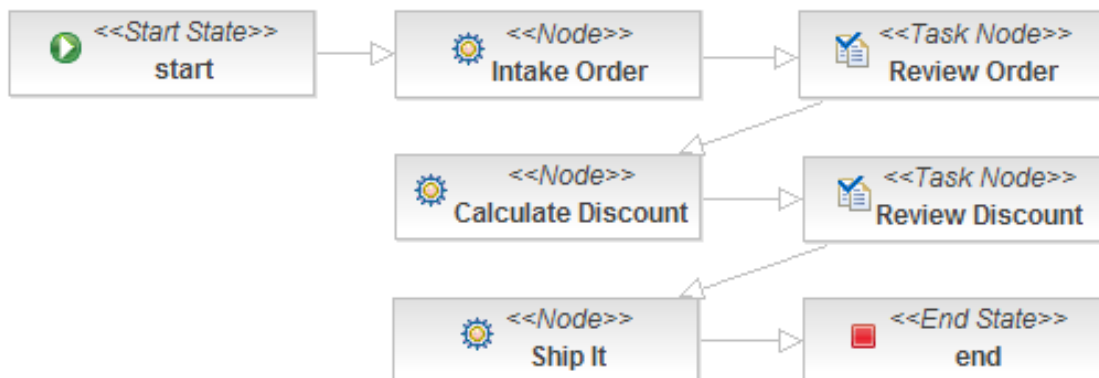 <<Start State>>
start
<<Node>>
Intake Order
<<Task Node>>
Review Order
<<Node>>
Calculate Discount
<<Task Node>>
Review Discount
<<Node>>
Ship It
<<End State>>
end